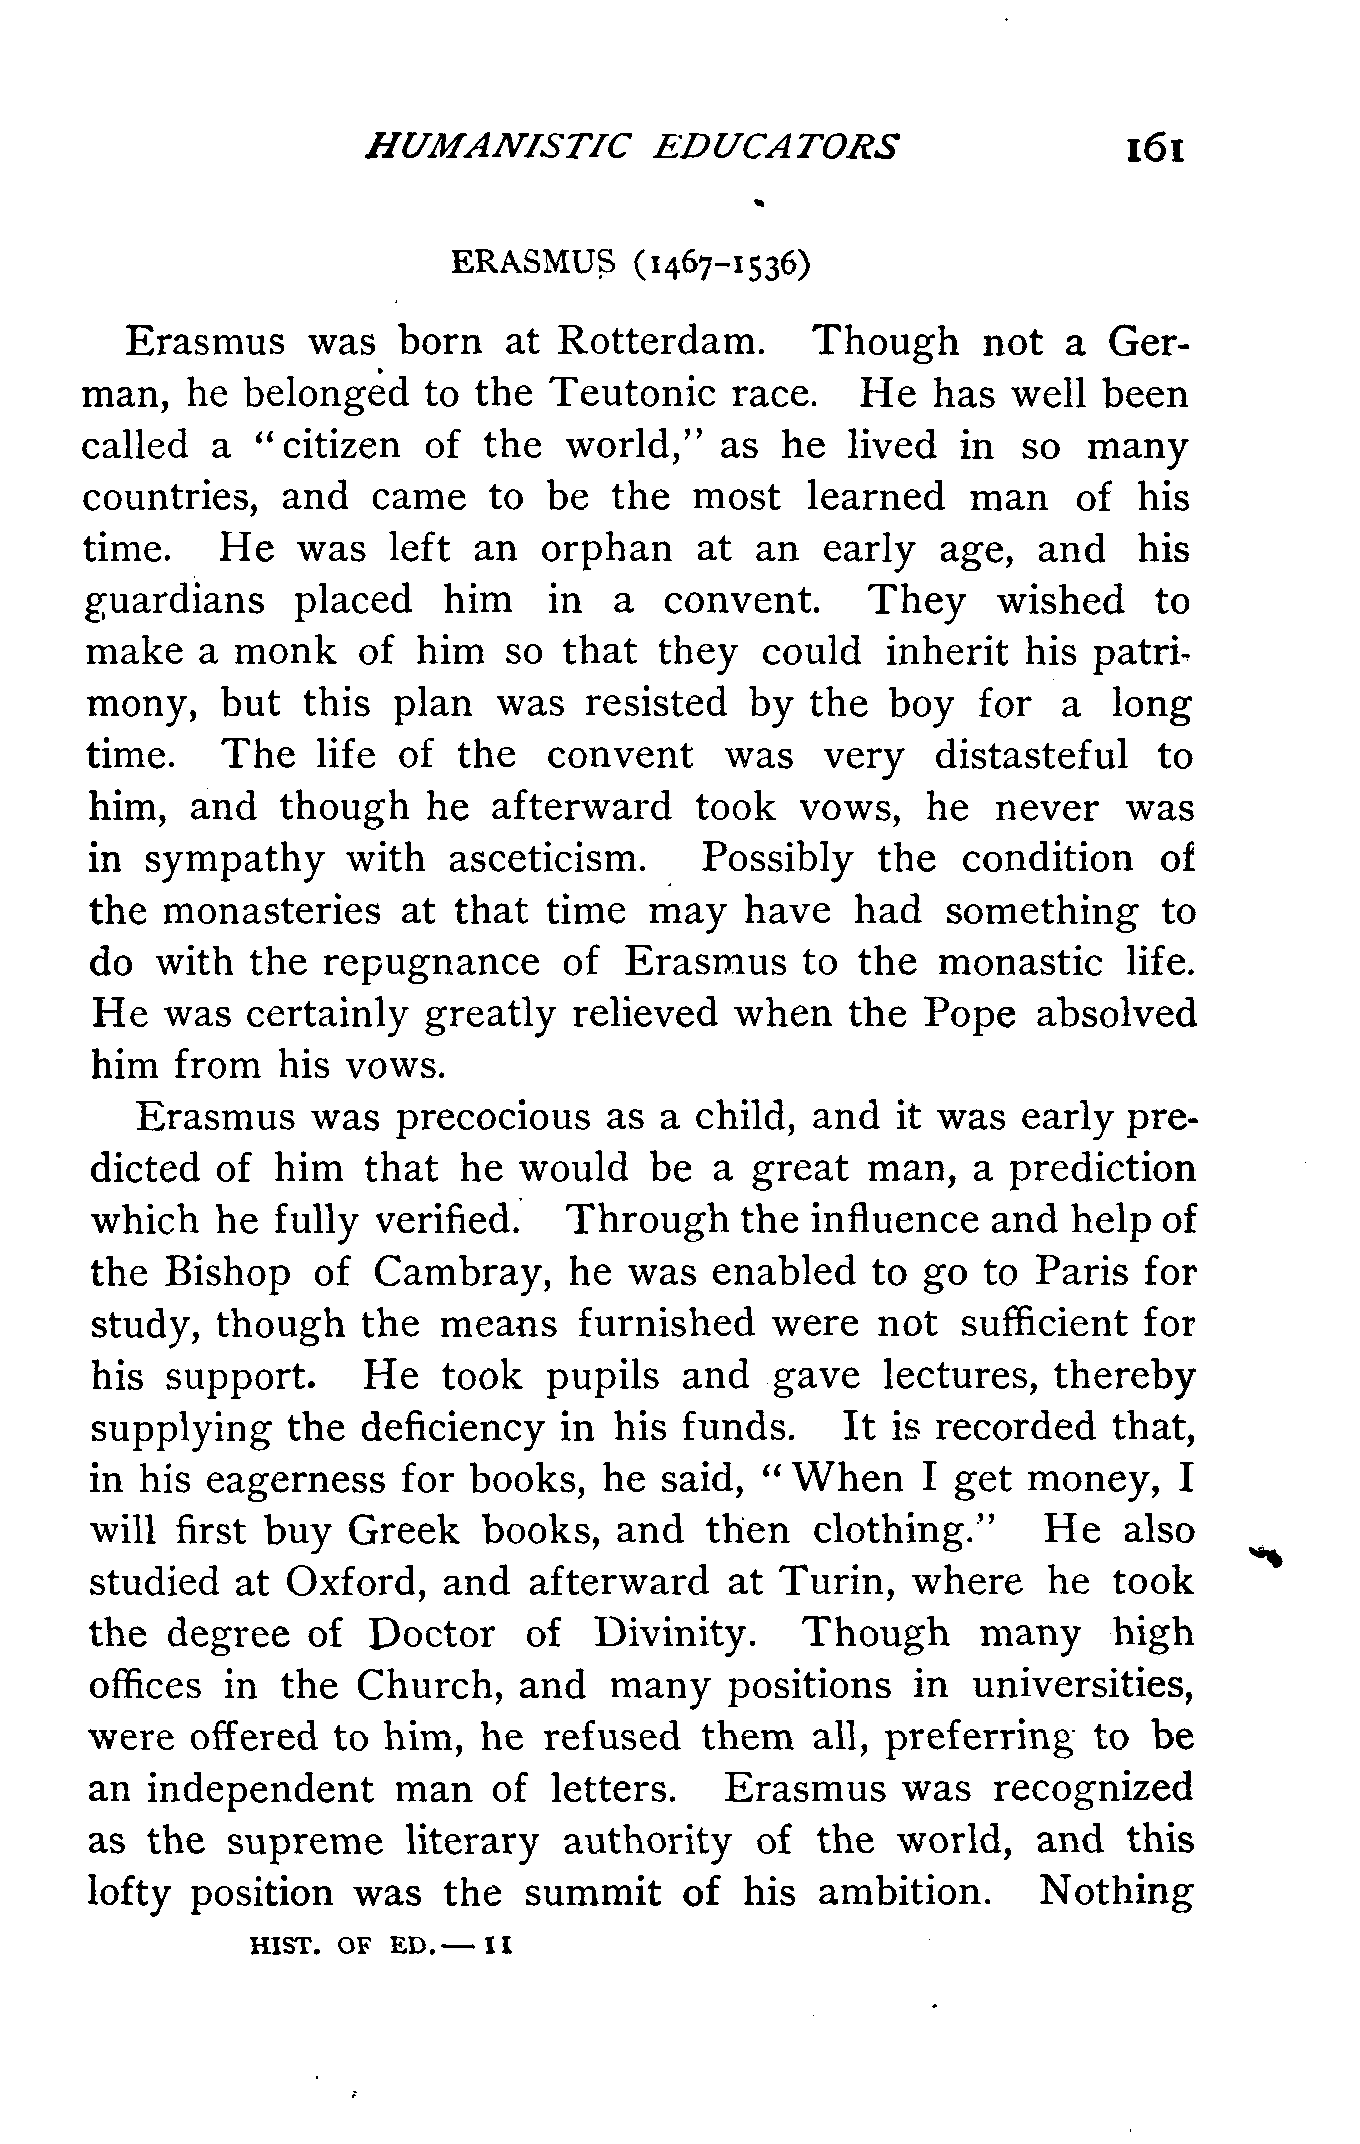 HUMANISTIC EDUCATORS 161
ERASMUS (1467-1536)
Erasmus was born at Rotterdam. Though not a Ger-
man, he belonged to the Teutonic race. He has well been
called a "citizen of the world," as he lived in so many
countries, and came to be the most learned man of his
time. He was left an orphan at an early age, and his
guardians placed him in a convent. They wished to
make a monk of him so that they could inherit his patri-
mony, but this plan was resisted by the boy for a long
time. The life of the convent was very distasteful to
him, and though he afterward took vows, he never was
in sympathy with asceticism. Possibly the condition of
the monasteries at that time may have had something to
do with the repugnance of Erasmus to the monastic life.
He was certainly greatly relieved when the Pope absolved
him from his vows.
Erasmus was precocious as a child, and it was early pre-
dicted of him that he would be a great man, a prediction
which he fully verified. Through the influence and help of
the Bishop of Cambray, he was enabled to go to Paris for
study, though the means furnished were not sufficient for
his support. He took pupils and gave lectures, thereby
supplying the deficiency in his funds. It is recorded that,
in his eagerness for books, he said, "When I get money, I
will first buy Greek books, and then clothing." He also
studied at Oxford, and afterward at Turin, where he took
the degree of Doctor of Divinity. Though many high
offices in the Church, and many positions in universities,
were offered to him, he refused them all, preferring to be
an independent man of letters. Erasmus was recognized
as the supreme literary authority of the world, and this
lofty position was the summit of his ambition. Nothing
HIST. OF ED.—11